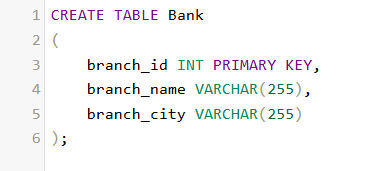 1 CREATE TABLE Bank
2 (
3     branch_id INT PRIMARY KEY,
4     branch_name VARCHAR(255),
5     branch_city VARCHAR(255)
6 );